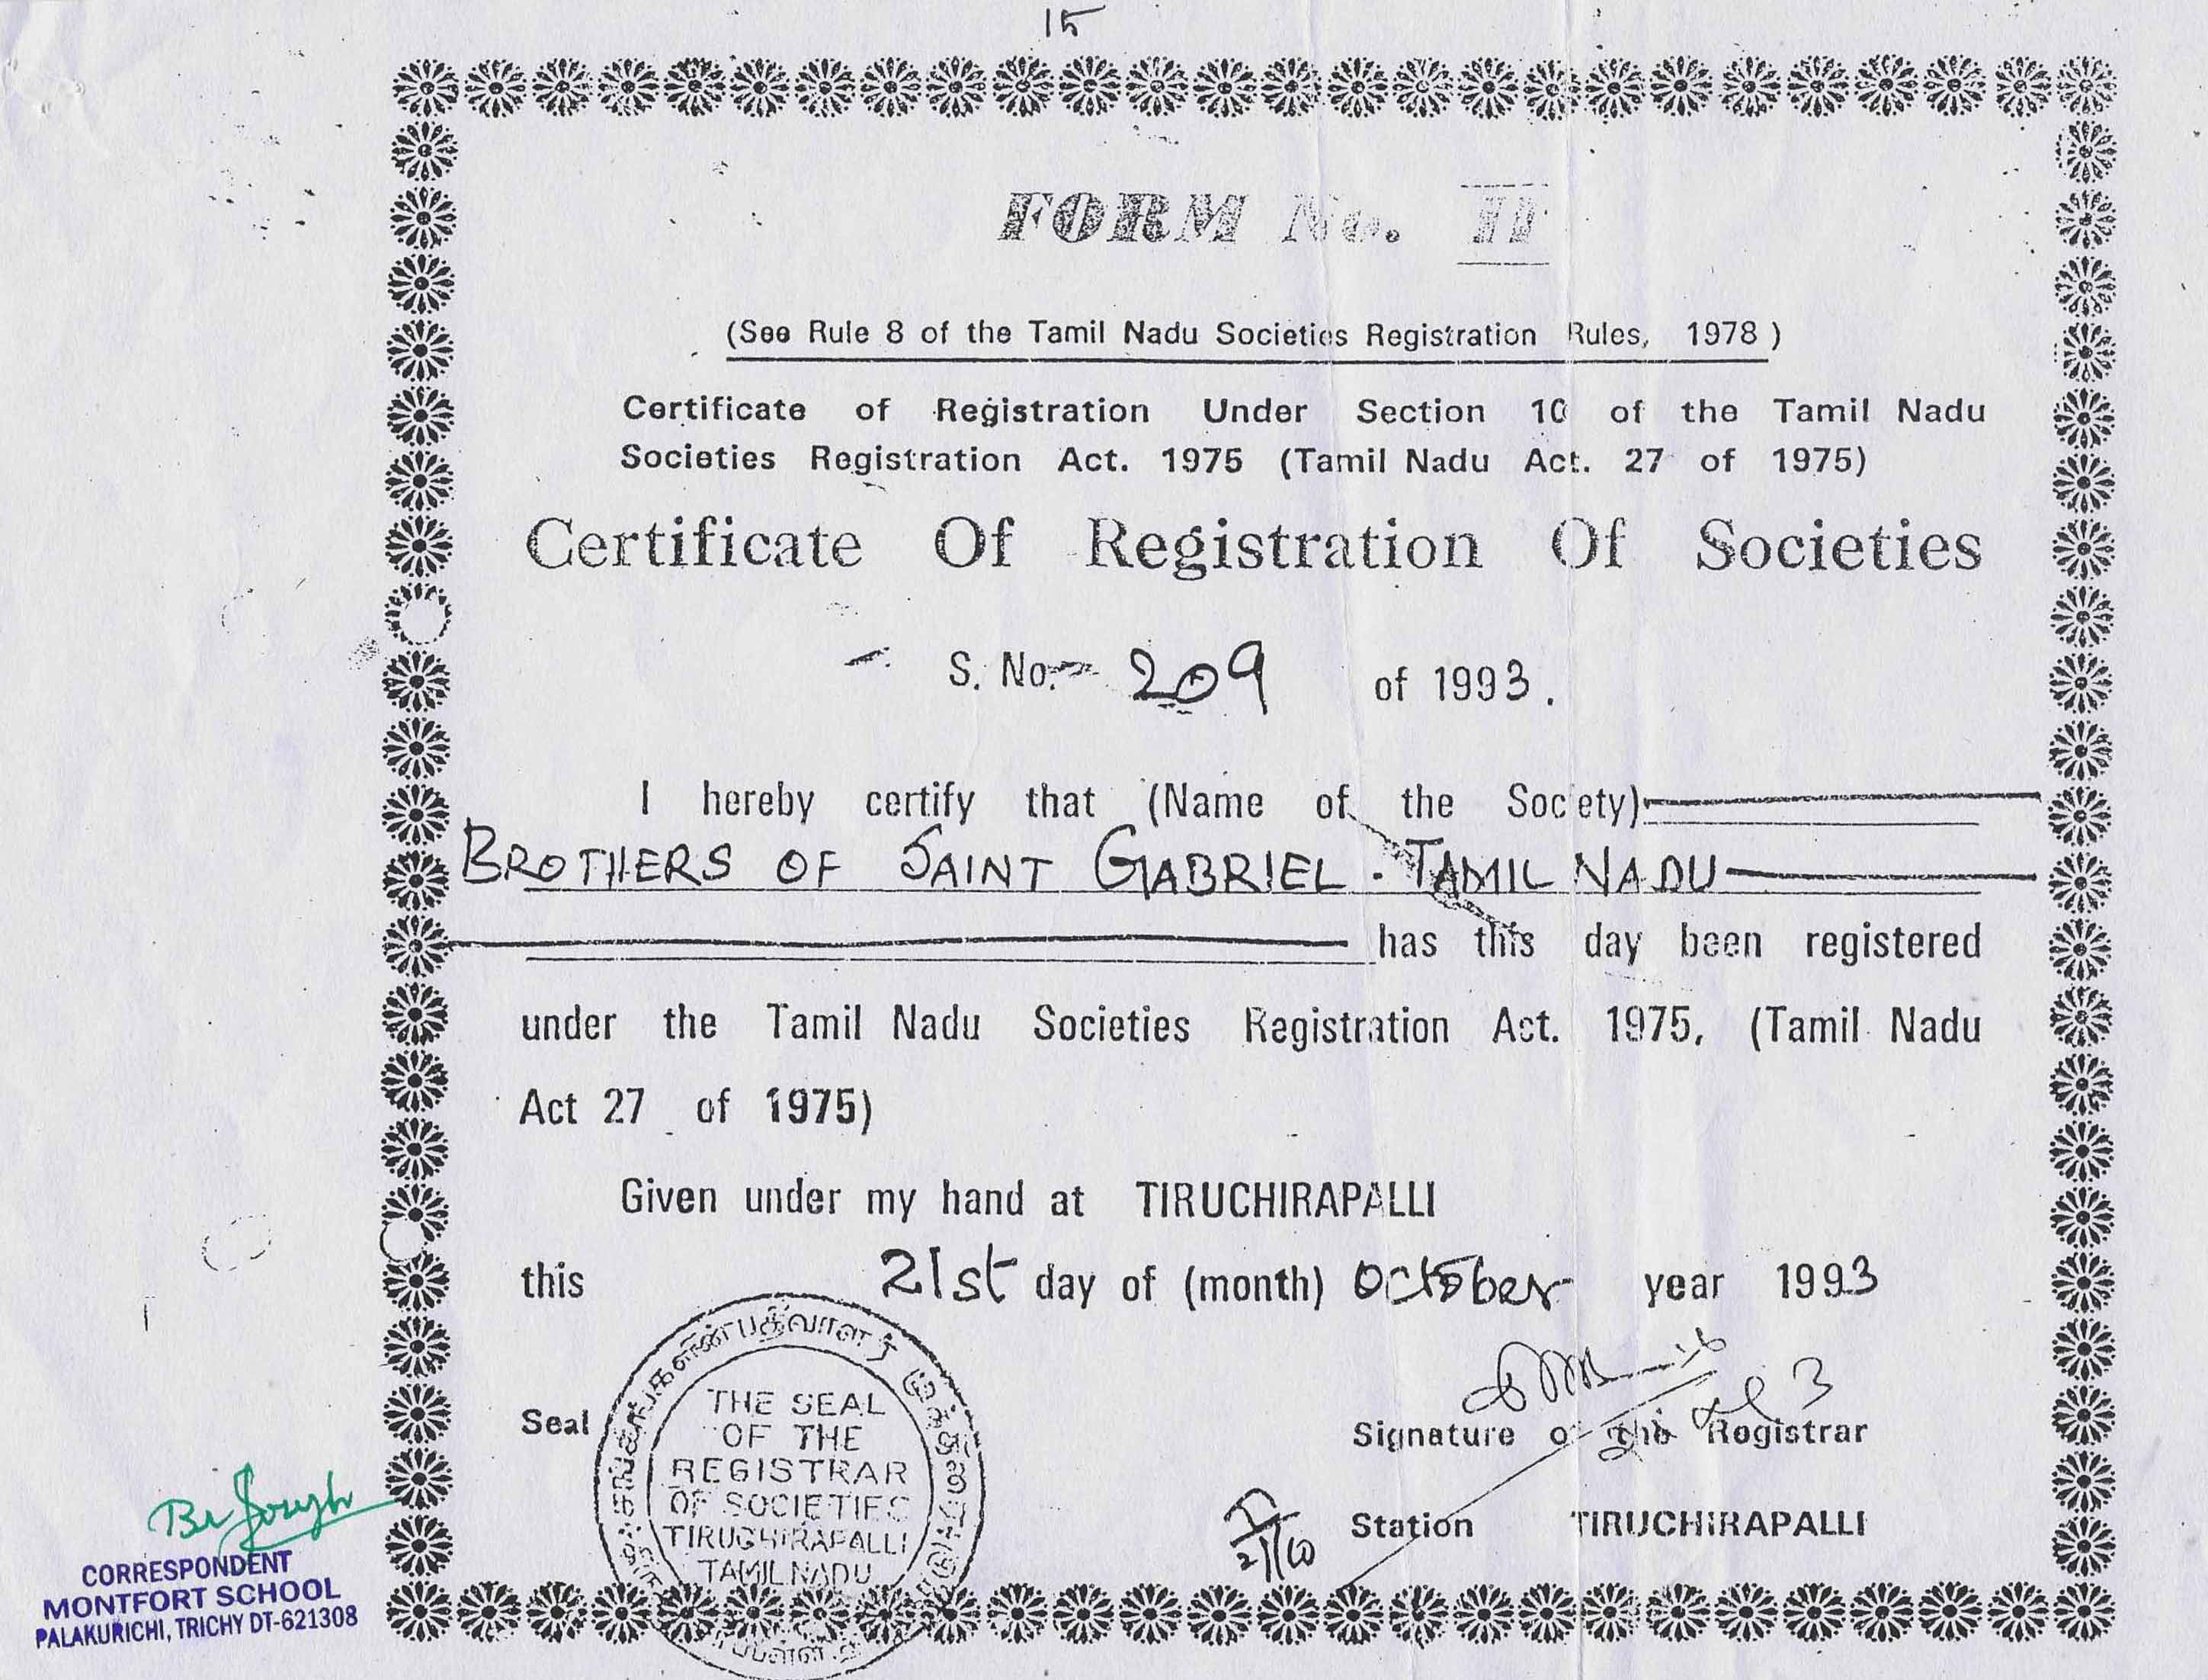 15
FORM No. II
(See Rule 8 of the Tamil Nadu Societies Registration Rules, 1978 )
Certificate of Registration Under Section 10 of the Tamil Nadu
Societies Registration Act. 1975 (Tamil Nadu Act. 27 of 1975)
Certificate Of Registration Of Societies
S. No. 209 of 1993.
I hereby certify that (Name of the Society)
BROTHERS OF SAINT GABRIEL - TAMIL NADU
has this day been registered
under the Tamil Nadu Societies Registration Act. 1975, (Tamil Nadu
Act 27 of 1975)
Given under my hand at TIRUCHIRAPALLI
this 21st day of (month) October year 1993
Seal
THE SEAL
OF THE
REGISTRAR
OF SOCIETIES
TIRUCHIRAPALLI
TAMIL NADU
Signature of the Registrar
21/10
Station TIRUCHIRAPALLI
Br Joseph
CORRESPONDENT
MONTFORT SCHOOL
PALAKURICHI, TRICHY DT-621308